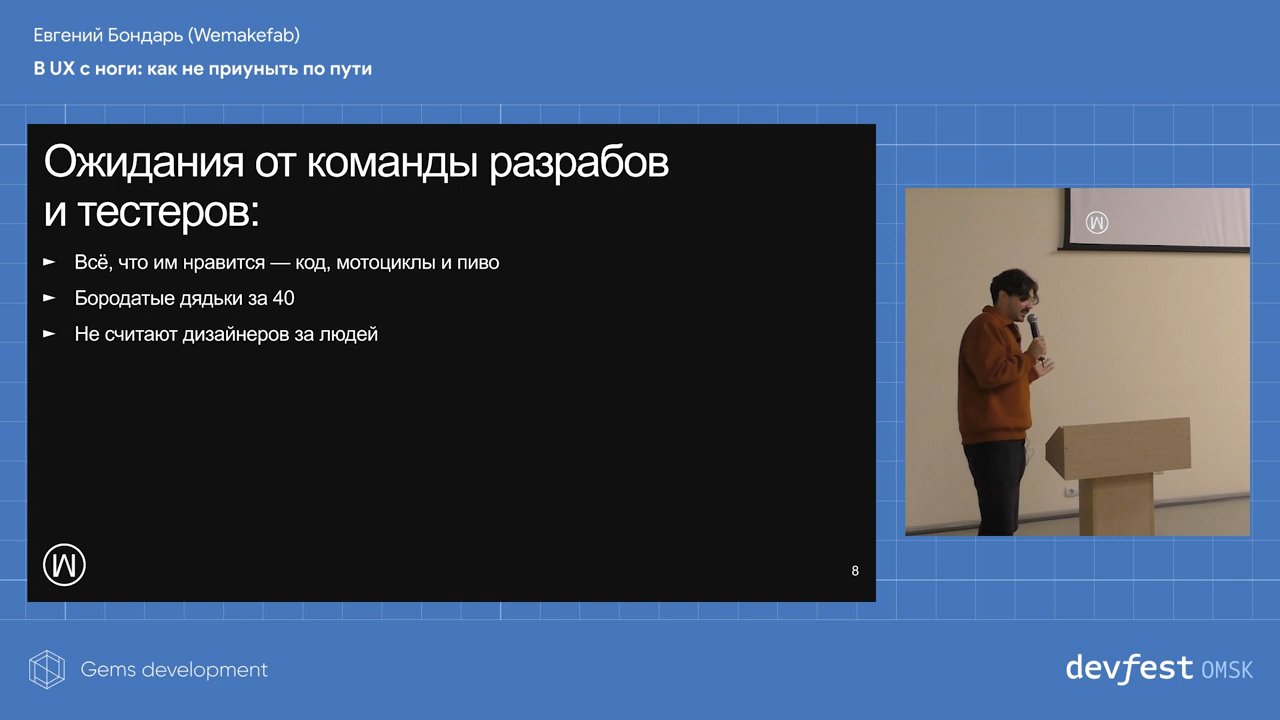 Евгений Бондарь (Wemakefab)
В UX с ноги: как не приуныть по пути
Ожидания от команды разрабов
и тестеров:
► Всё, что им нравится — код, мотоциклы и пиво
► Бородатые дядьки за 40
► Не считают дизайнеров за людей
8
Gems development
devfest OMSK